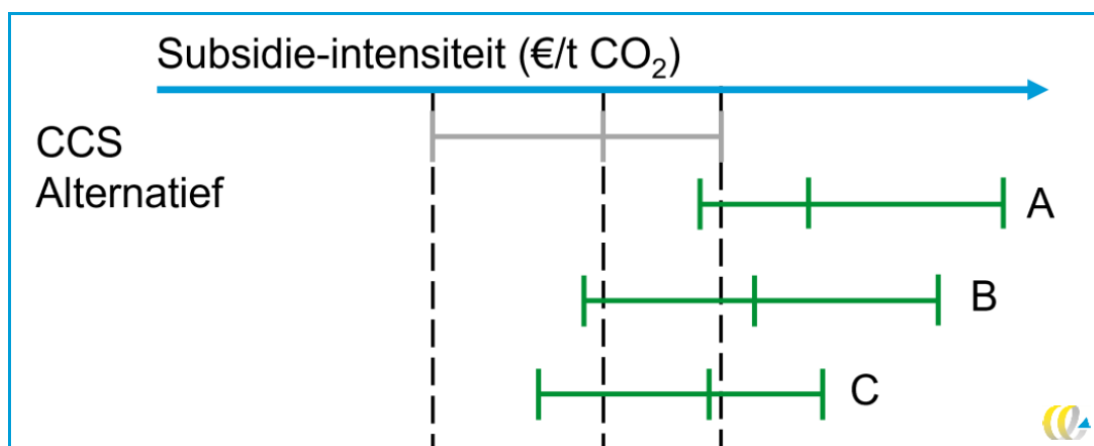 Subsidie-intensiteit (€/t CO₂)
CCS
Alternatief
A
B
C